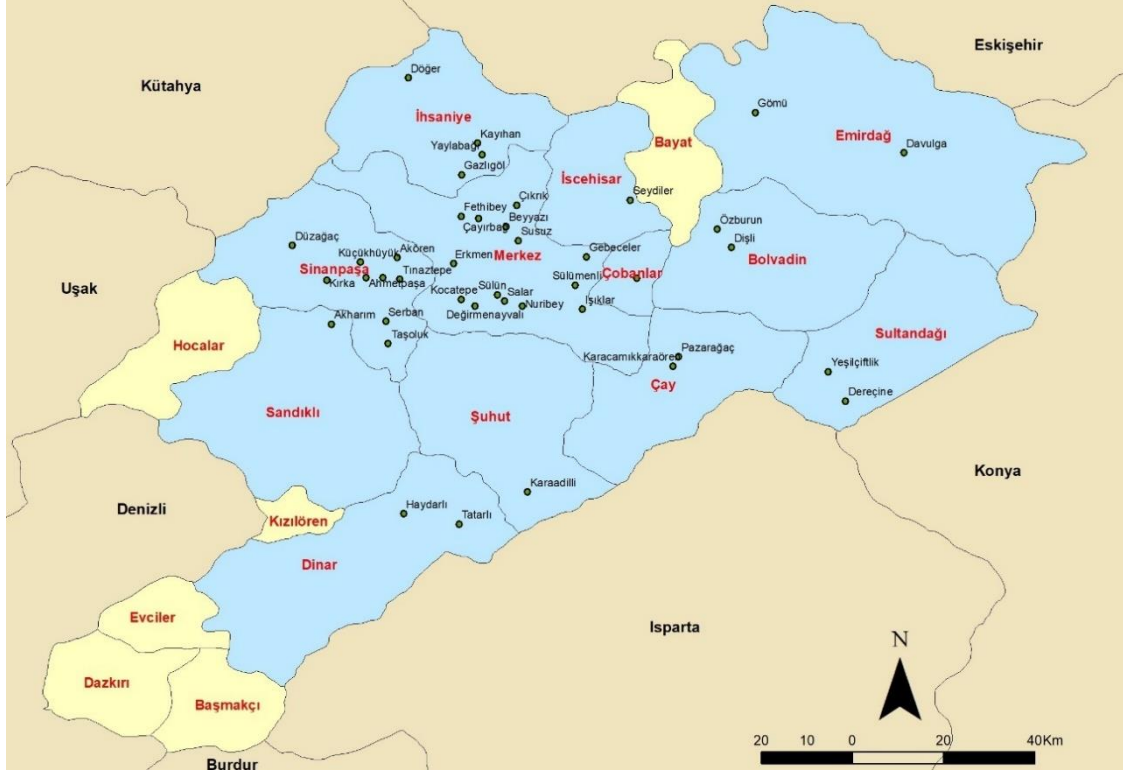 Eskişehir
Kütahya
Döğer
Gömü
İhsaniye
Kayıhan
Yaylabağı
Gazlıgöl
Bayat
Emirdağ
Davulga
İscehisar
Seydiler
Çıkrık
Fethibey
Beyyazı
Çayırbağ
Susuz
Özburun
Dişli
Bolvadin
Düzağaç
Akören
Küçükhüyük
Erkmen
Merkez
Gebeceler
Sinanpaşa
Tınaztepe
Kırka
Ahmetpaşa
Sülümenli
Çobanlar
Uşak
Kocatepe
Sülün
Salar
Nuribey
Işıklar
Değirmenayvalı
Akharım
Serban
Taşoluk
Hocalar
Sultandağı
Karacamıkkaraören
Pazarağaç
Yeşilçiftlik
Çay
Dereçine
Sandıklı
Şuhut
Konya
Karaadilli
Denizli
Kızılören
Haydarlı
Tatarlı
Dinar
Evciler
Isparta
N
Dazkırı
Başmakçı
Burdur
20 10 0 20 40Km